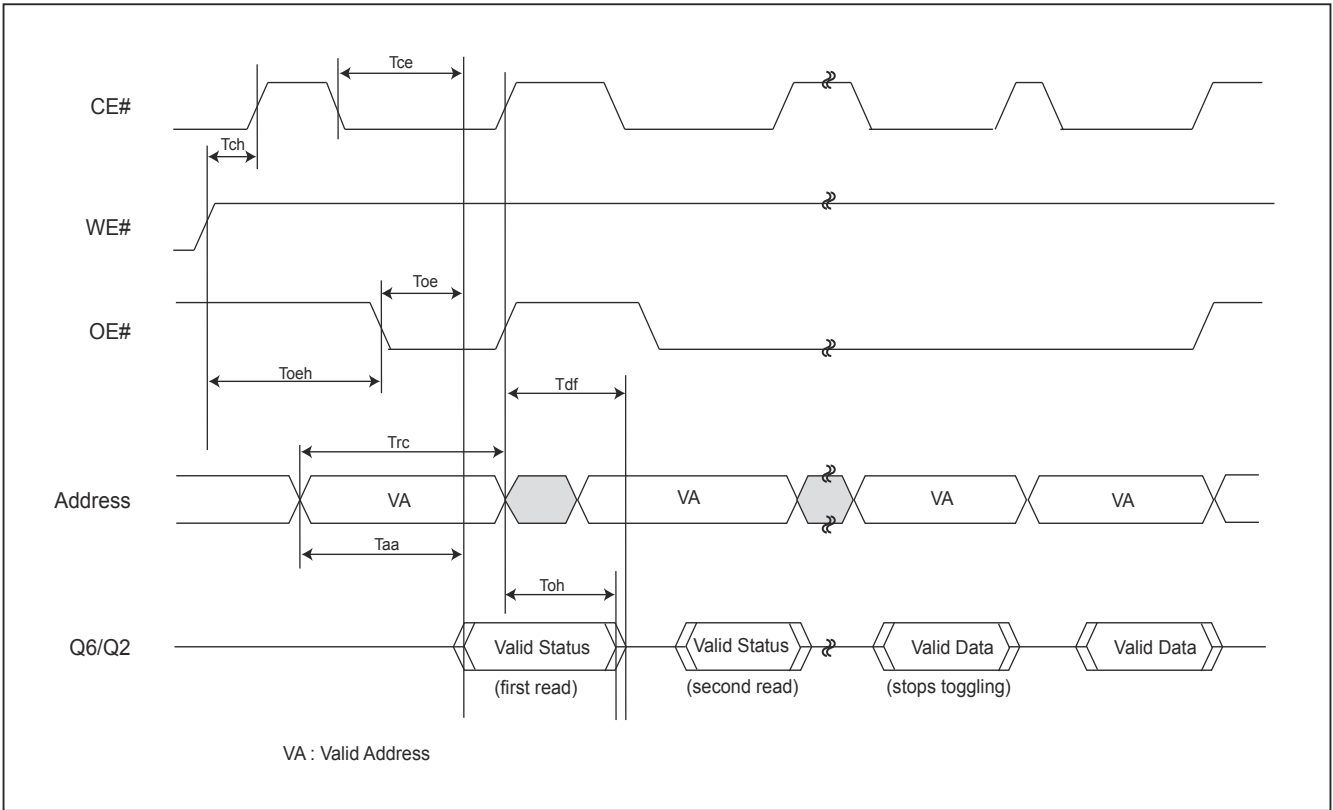 Tce
CE#
Tch
WE#
Toe
OE#
Toeh
Tdf
Trc
Address
VA
VA
VA
VA
Taa
Toh
Q6/Q2
Valid Status
Valid Status
Valid Data
Valid Data
(first read)
(second read)
(stops toggling)
VA : Valid Address